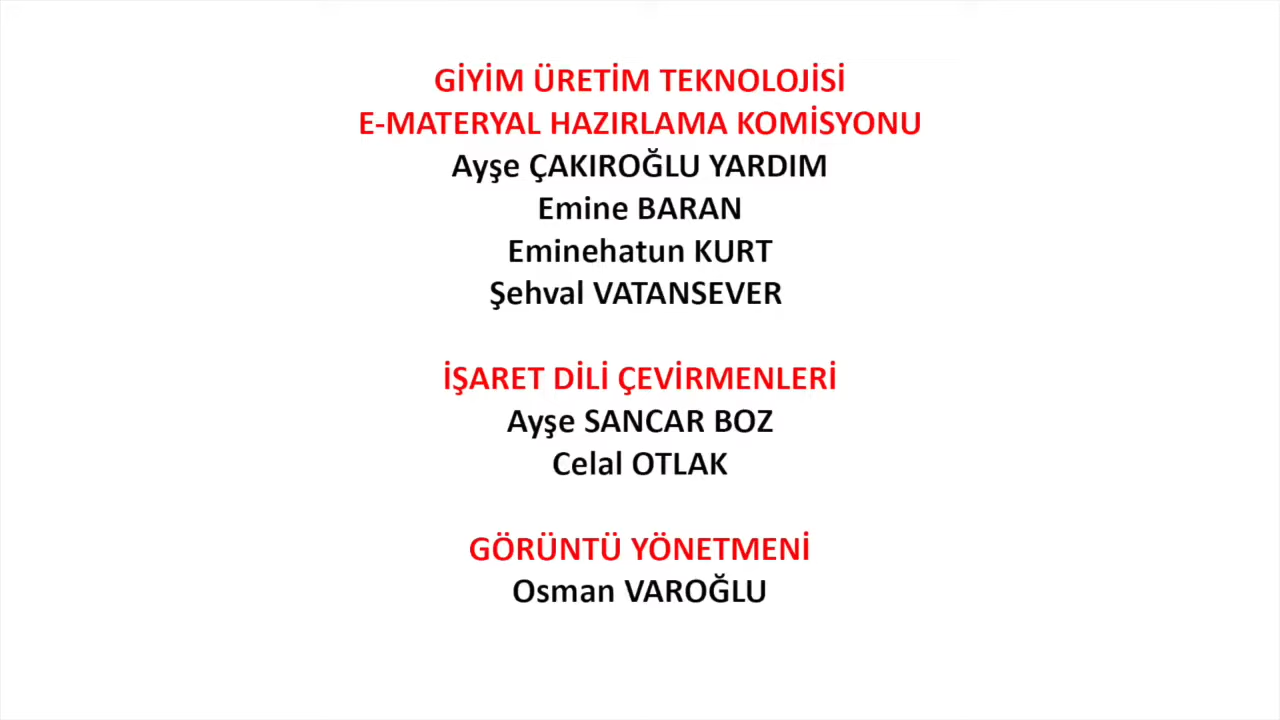 GİYİM ÜRETİM TEKNOLOJİSİ
E-MATERYAL HAZIRLAMA KOMİSYONU
Ayşe ÇAKIROĞLU YARDIM
Emine BARAN
Eminehatun KURT
Şehval VATANSEVER
İŞARET DİLİ ÇEVİRMENLERİ
Ayşe SANCAR BOZ
Celal OTLAK
GÖRÜNTÜ YÖNETMENİ
Osman VAROĞLU